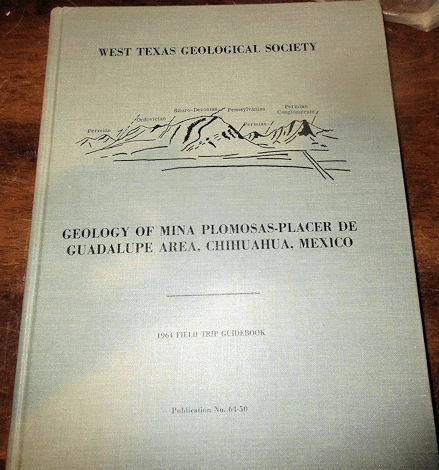 WEST TEXAS GEOLOGICAL SOCIETY
Permian
Ordovician
Siluro-Devonian
Pennsylvanian
Permian
Permian
Conglomerate
GEOLOGY OF MINA PLOMOSAS-PLACER DE
GUADALUPE AREA, CHIHUAHUA, MEXICO
1964 FIELD TRIP GUIDEBOOK
Publication No. 64-50